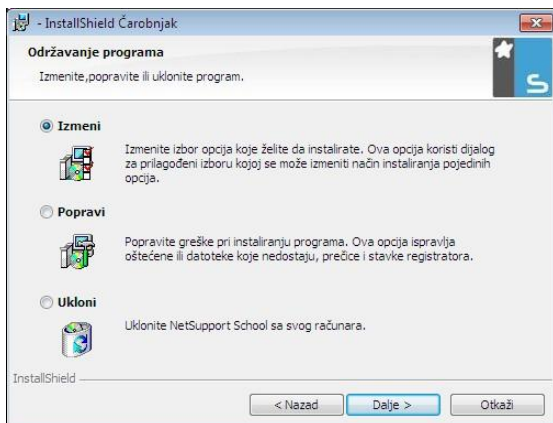 - InstallShield Čarobnjak
Održavanje programa
Izmenite,popravite ili uklonite program.
S
Izmeni
Izmenite izbor opcija koje želite da instalirate. Ova opcija koristi dijalog
za prilagođeni izboru kojoj se može izmeniti način instaliranja pojedinih
opcija.
Popravi
Popravite greške pri instaliranju programa. Ova opcija ispravlja
oštećene ili datoteke koje nedostaju, prečice i stavke registratora.
Ukloni
Uklonite NetSupport School sa svog računara.
InstallShield
< Nazad
Dalje >
Otkaži